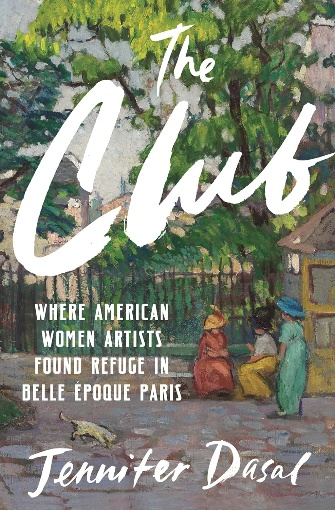 The
Club
WHERE AMERICAN
WOMEN ARTISTS
FOUND REFUGE IN
BELLE ÉPOQUE PARIS
Jennifer Dasal